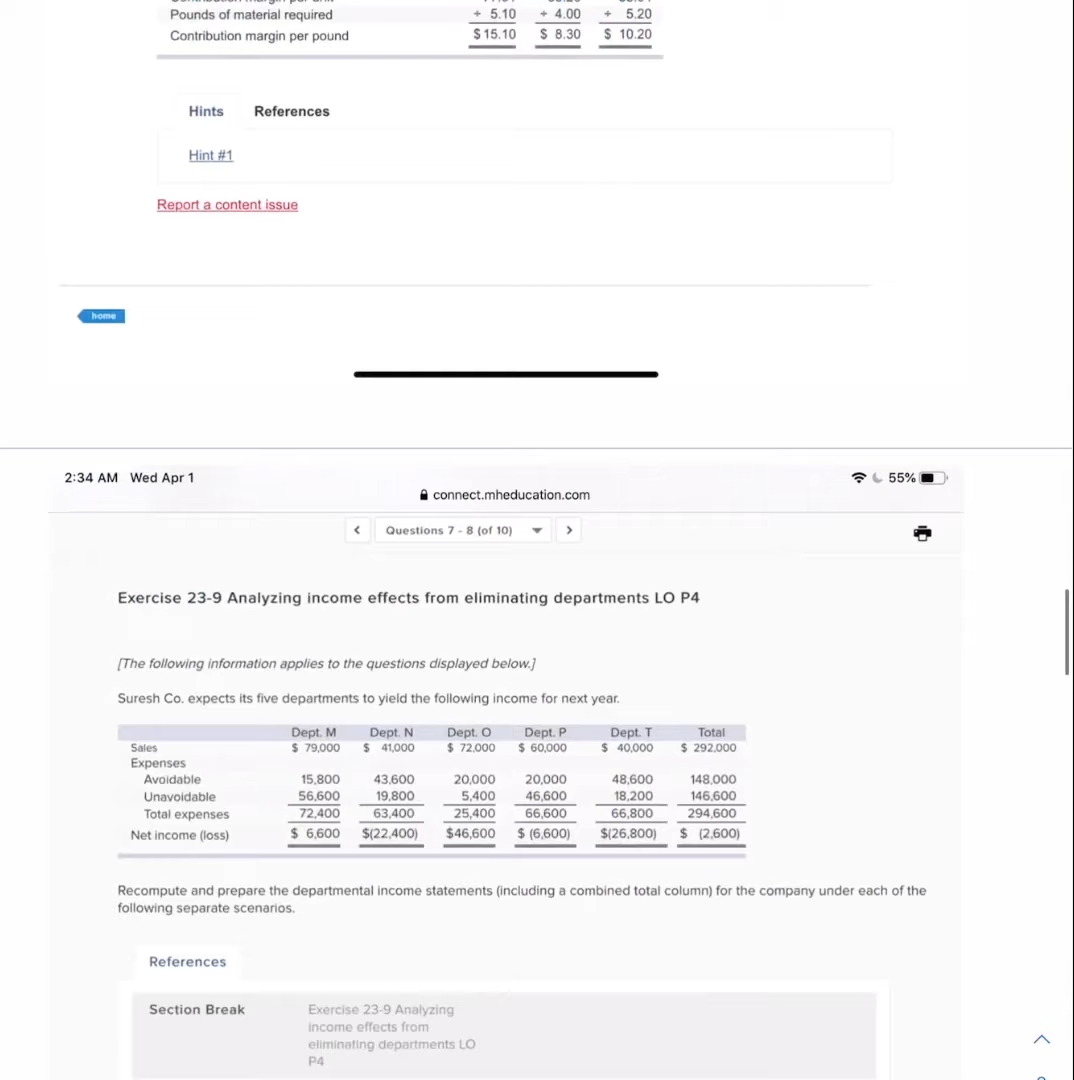 Pounds of material required ÷ 5.10 ÷ 4.00 ÷ 5.20
Contribution margin per pound $ 15.10 $ 8.30 $ 10.20
Hints References
Hint #1
Report a content issue
home
2:34 AM Wed Apr 1 55%
connect.mheducation.com
< Questions 7 - 8 (of 10) >
Exercise 23-9 Analyzing income effects from eliminating departments LO P4
[The following information applies to the questions displayed below.]
Suresh Co. expects its five departments to yield the following income for next year.
Dept. M Dept. N Dept. O Dept. P Dept. T Total
Sales $ 79,000 $ 41,000 $ 72,000 $ 60,000 $ 40,000 $ 292,000
Expenses
Avoidable 15,800 43,600 20,000 20,000 48,600 148,000
Unavoidable 56,600 19,800 5,400 46,600 18,200 146,600
Total expenses 72,400 63,400 25,400 66,600 66,800 294,600
Net income (loss) $ 6,600 $(22,400) $46,600 $ (6,600) $(26,800) $ (2,600)
Recompute and prepare the departmental income statements (including a combined total column) for the company under each of the
following separate scenarios.
References
Section Break Exercise 23-9 Analyzing
income effects from
eliminating departments LO
P4